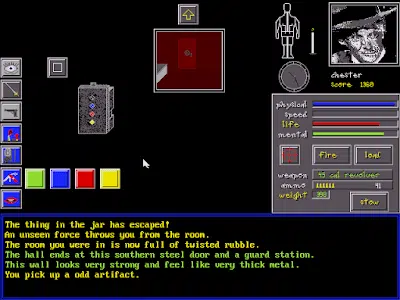 chester
score 1360
physical
speed
life
mental
fire
load
weapon 45 cal revolver
ammo 41
weight 398
stow
The thing in the jar has escaped!
An unseen force throws you from the room.
The room you were in is now full of twisted rubble.
The hall ends at this southern steel door and a guard station.
This wall looks very strong and feel like very thick metal.
You pick up a odd artifact.